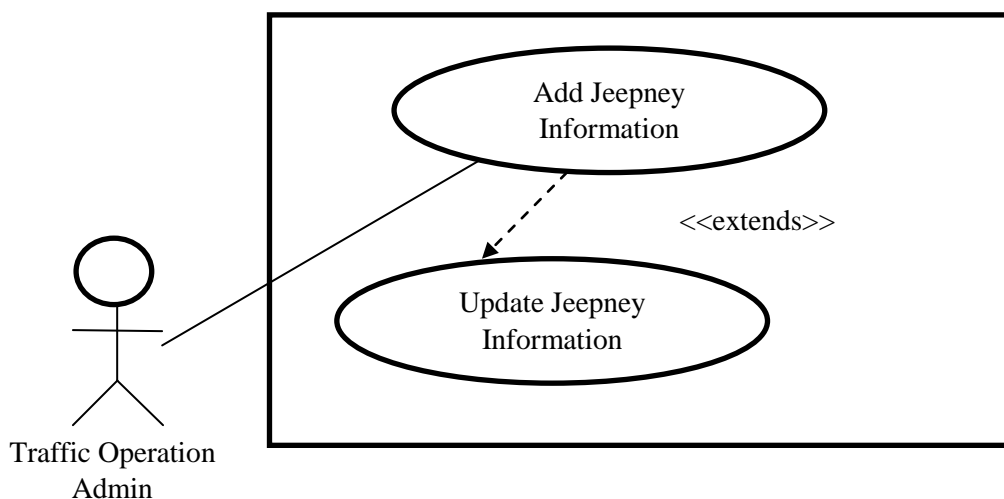 Add Jeepney
Information
<<extends>>
Update Jeepney
Information
Traffic Operation
Admin